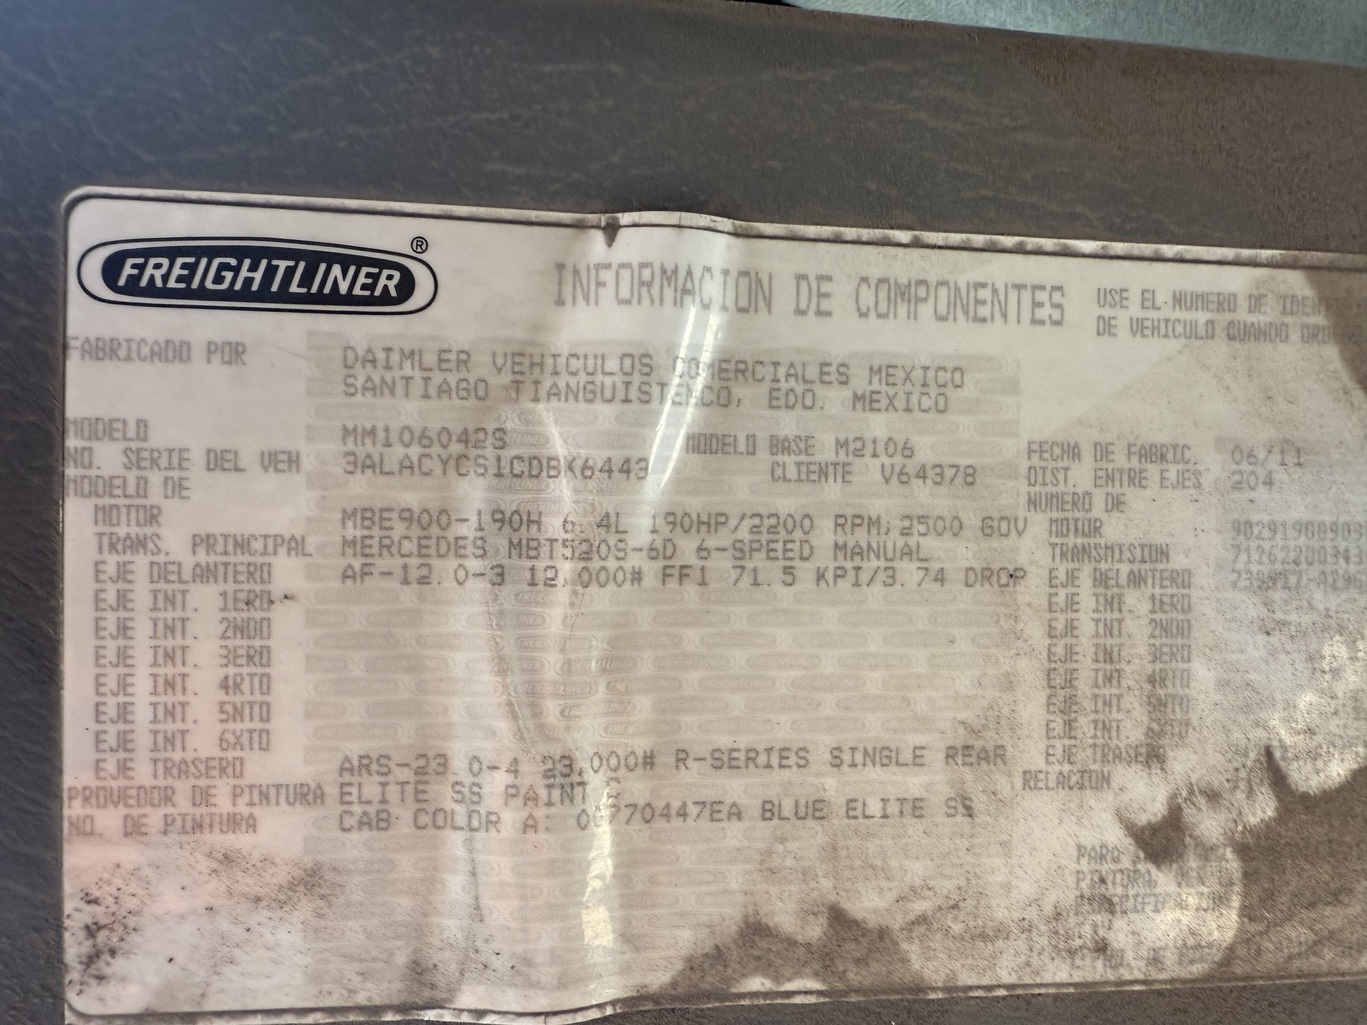 FREIGHTLINER ®
INFORMACION DE COMPONENTES
USE EL NUMERO DE
DE VEHICULO CUANDO
FABRICADO POR DAIMLER VEHICULOS COMERCIALES MEXICO
SANTIAGO TIANGUISTENCO, EDO. MEXICO
MODELO MM106042S MODELO BASE M2106 FECHA DE FABRIC. 06/11
NO. SERIE DEL VEH 3ALACYCS1CDBK6443 CLIENTE V64378 DIST. ENTRE EJES 204
MODELO DE NUMERO DE
MOTOR MBE900-190H 6.4L 190HP/2200 RPM; 2500 GOV MOTOR
TRANS. PRINCIPAL MERCEDES MBT520S-6D 6-SPEED MANUAL TRANSMISION
EJE DELANTERO AF-12.0-3 12,000# FF1 71.5 KPI/3.74 DROP EJE DELANTERO
EJE INT. 1ERO EJE INT. 1ERO
EJE INT. 2NDO EJE INT. 2NDO
EJE INT. 3ERO EJE INT. 3ERO
EJE INT. 4RTO EJE INT. 4RTO
EJE INT. 5NTO EJE INT. 5NTO
EJE INT. 6XTO EJE INT. 6XTO
EJE TRASERO ARS-23.0-4 23,000# R-SERIES SINGLE REAR EJE TRASERO
PROVEDOR DE PINTURA ELITE SS PAINT RELACION
NO. DE PINTURA CAB COLOR A: BLUE ELITE SS
PARA
PINTURA